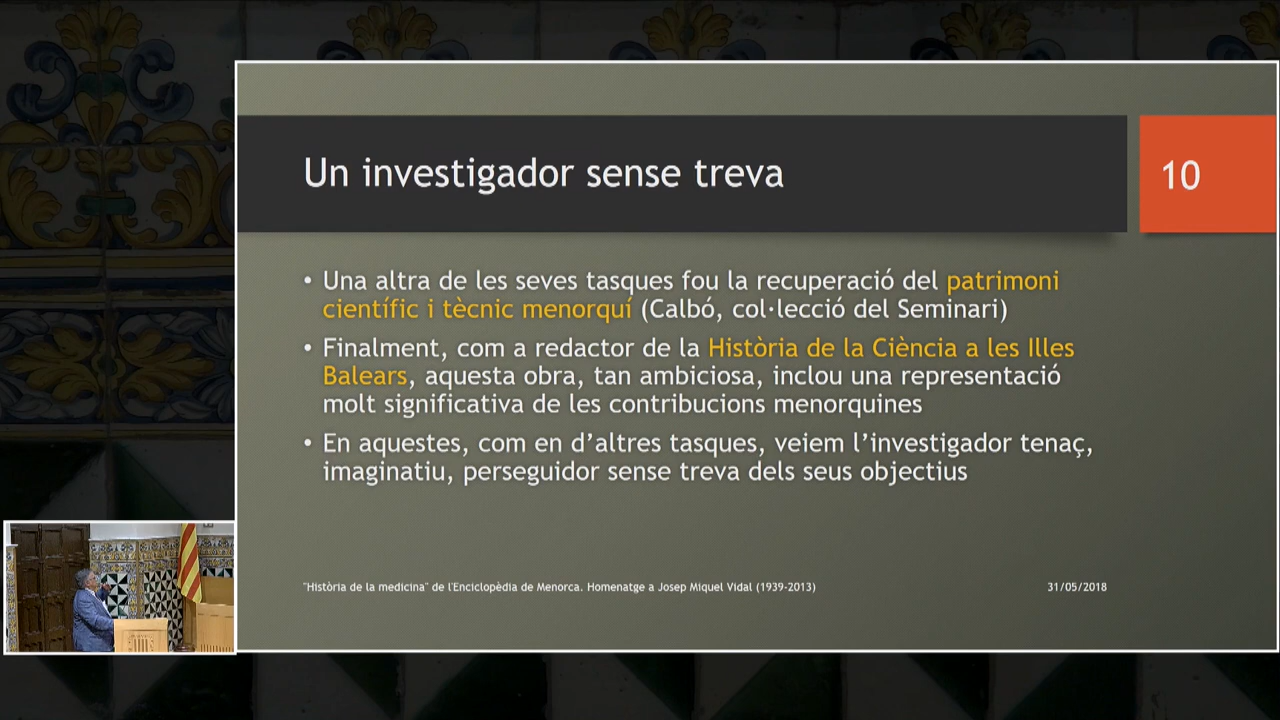 Un investigador sense treva
10
• Una altra de les seves tasques fou la recuperació del patrimoni
científic i tècnic menorquí (Calbó, col·lecció del Seminari)
• Finalment, com a redactor de la Història de la Ciència a les Illes
Balears, aquesta obra, tan ambiciosa, inclou una representació
molt significativa de les contribucions menorquines
• En aquestes, com en d’altres tasques, veiem l’investigador tenaç,
imaginatiu, perseguidor sense treva dels seus objectius
"Història de la medicina" de l'Enciclopèdia de Menorca. Homenatge a Josep Miquel Vidal (1939-2013)
31/05/2018